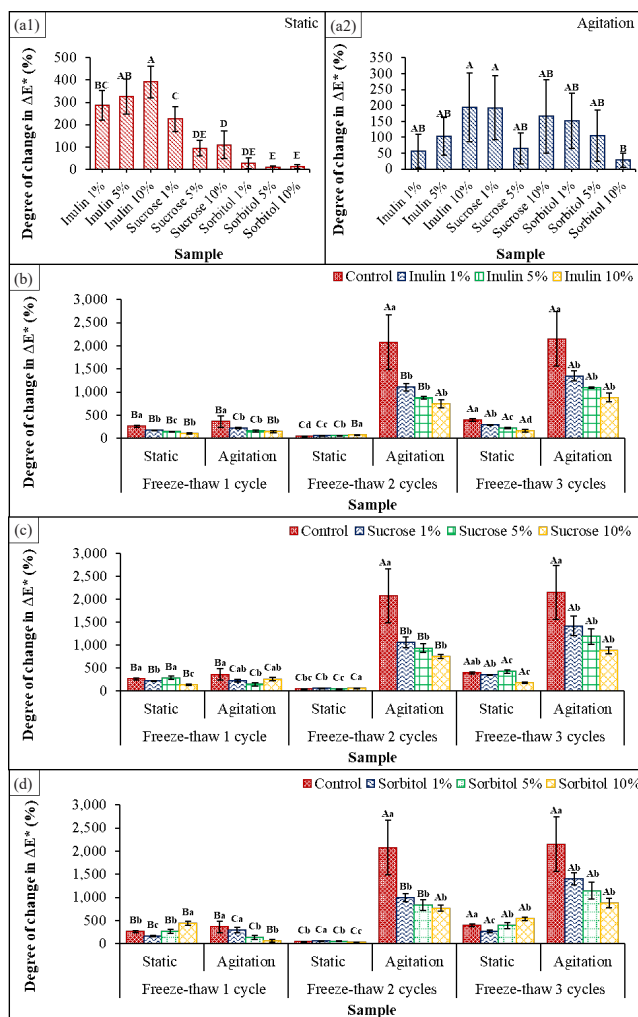 (a1) Static
Degree of change in ΔE* (%)
500
400
300
200
100
0
BC AB A C DE D DE E E
Inulin 1% Inulin 5% Inulin 10% Sucrose 1% Sucrose 5% Sucrose 10% Sorbitol 1% Sorbitol 5% Sorbitol 10%
Sample
(a2) Agitation
Degree of change in ΔE* (%)
350
300
250
200
150
100
50
0
AB AB A A AB AB AB AB B
Inulin 1% Inulin 5% Inulin 10% Sucrose 1% Sucrose 5% Sucrose 10% Sorbitol 1% Sorbitol 5% Sorbitol 10%
Sample
(b) Control Inulin 1% Inulin 5% Inulin 10%
Degree of change in ΔE* (%)
3,000
2,500
2,000
1,500
1,000
500
0
Ba Bb Bc Bb Ba Cb Cb Bb Cd Cc Cb Ba Aa Bb Bb Ab Aa Ab Ac Ad Aa Ab Ab Ab
Static Agitation Static Agitation Static Agitation
Freeze-thaw 1 cycle Freeze-thaw 2 cycles Freeze-thaw 3 cycles
Sample
(c) Control Sucrose 1% Sucrose 5% Sucrose 10%
Degree of change in ΔE* (%)
3,000
2,500
2,000
1,500
1,000
500
0
Ba Bb Ba Bc Ba Cab Cb Cab Cbc Cb Cc Ca Aa Bb Bb Bb Aab Ab Ac Ac Aa Ab Ab Ab
Static Agitation Static Agitation Static Agitation
Freeze-thaw 1 cycle Freeze-thaw 2 cycles Freeze-thaw 3 cycles
Sample
(d) Control Sorbitol 1% Sorbitol 5% Sorbitol 10%
Degree of change in ΔE* (%)
3,000
2,500
2,000
1,500
1,000
500
0
Bb Bc Bb Ba Ba Ca Cb Bb Cb Ca Cb Cc Aa Bb Bb Ab Aa Ac Ab Ab Aa Ab Ab Ab
Static Agitation Static Agitation Static Agitation
Freeze-thaw 1 cycle Freeze-thaw 2 cycles Freeze-thaw 3 cycles
Sample